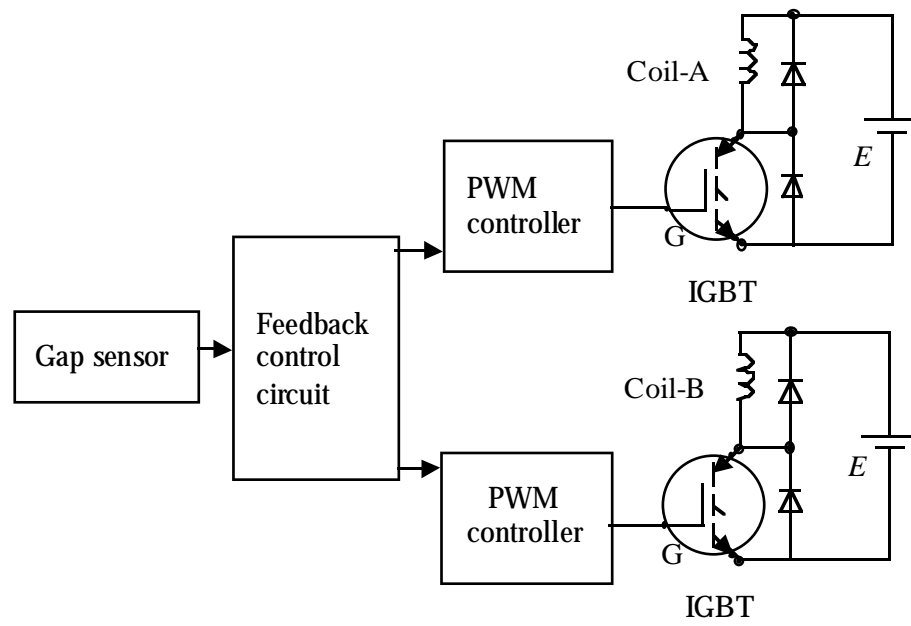 Coil-A
E
PWM
controller
G
IGBT
Gap sensor
Feedback
control
circuit
Coil-B
E
PWM
controller
G
IGBT